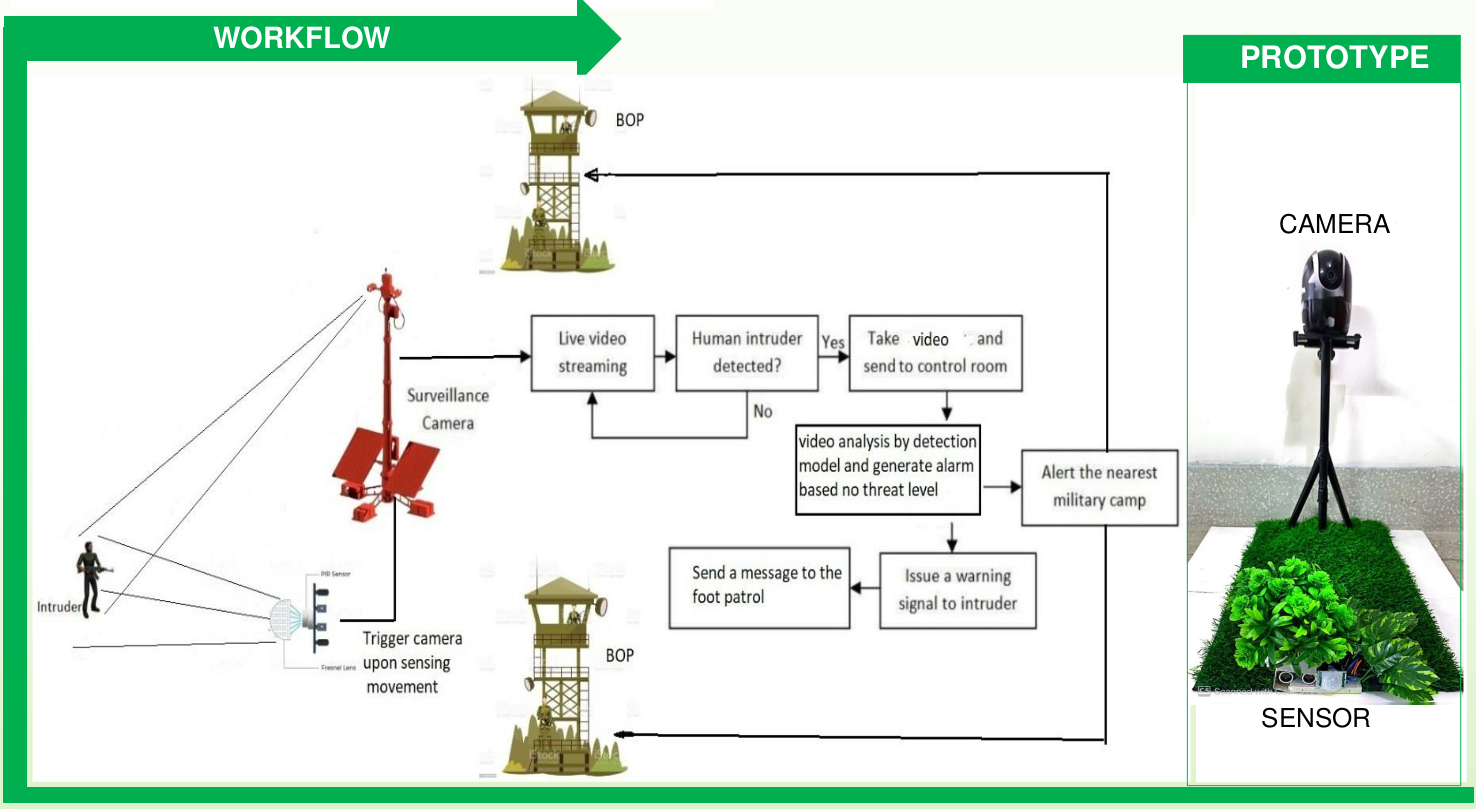 WORKFLOW
PROTOTYPE
BOP
CAMERA
Live video
streaming
Human intruder
detected?
Yes
Take video and
send to control room
No
Surveillance
Camera
video analysis by detection
model and generate alarm
based no threat level
Alert the nearest
military camp
Issue a warning
signal to intruder
Send a message to the
foot patrol
Intruder
PIR Sensor
Fresnel Lens
Trigger camera
upon sensing
movement
BOP
iStock
iStock
SENSOR